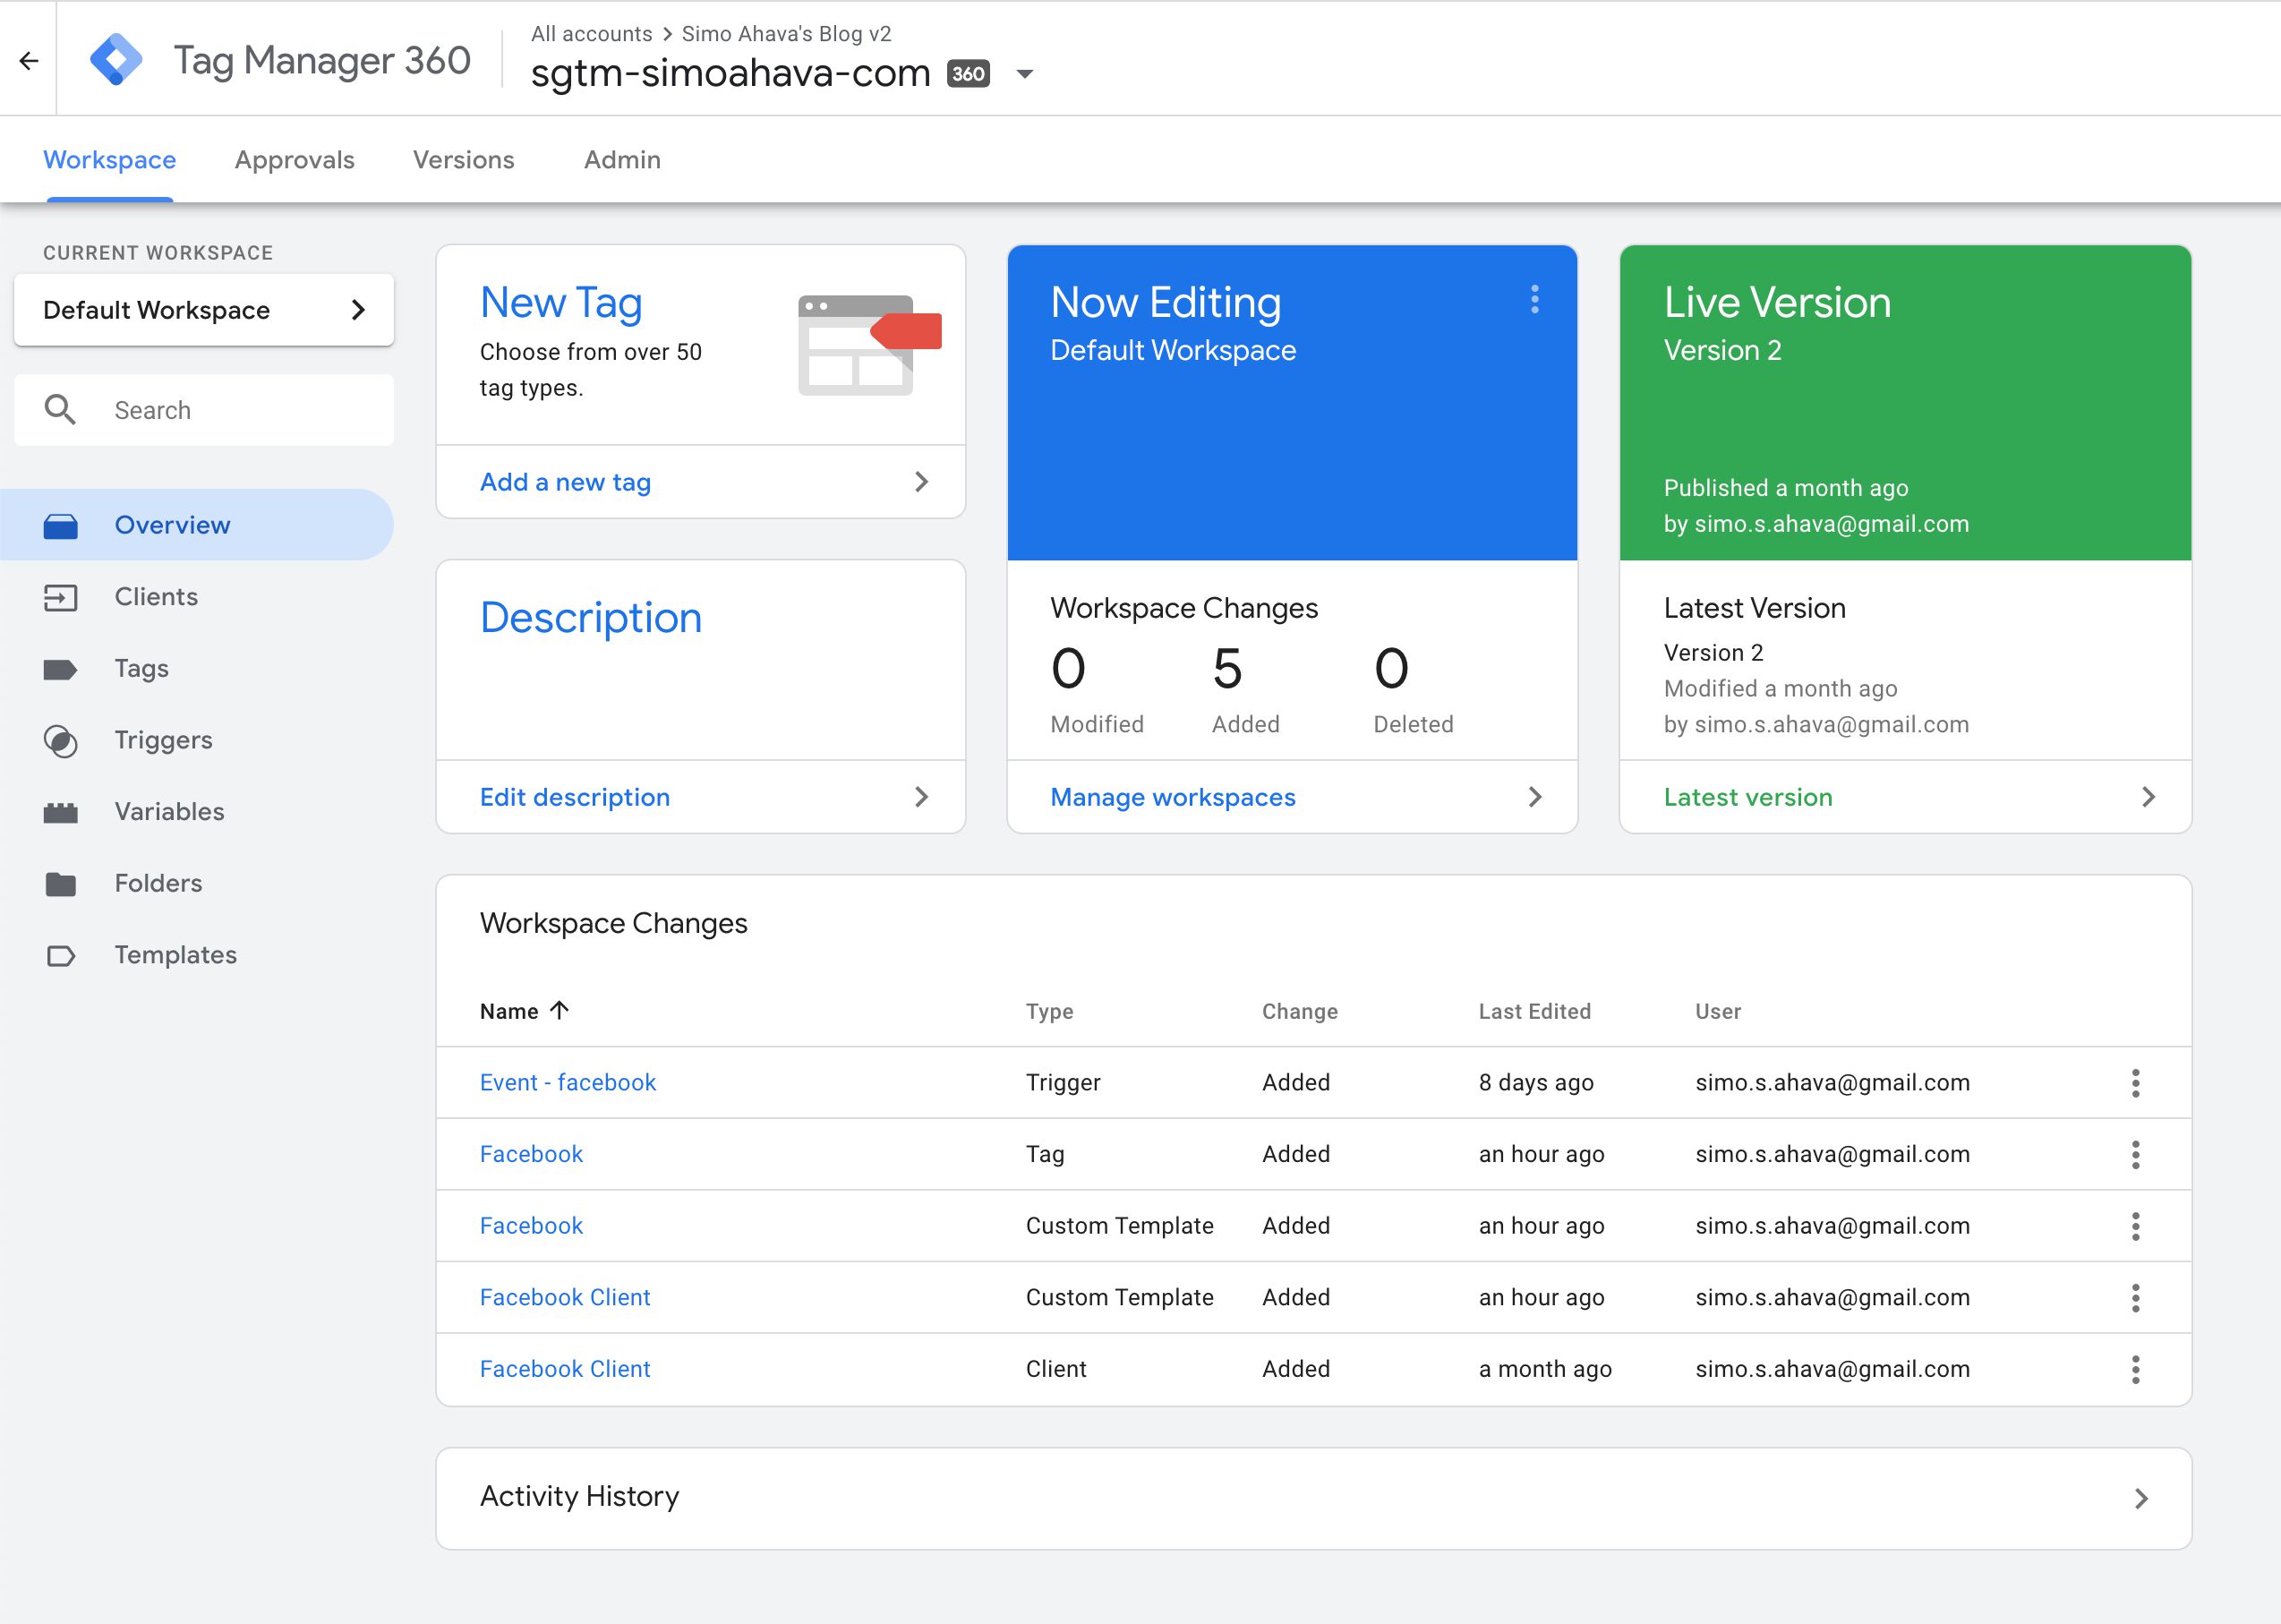 Tag Manager 360
All accounts > Simo Ahava's Blog v2
sgtm-simoahava-com 360
Workspace Approvals Versions Admin
CURRENT WORKSPACE
Default Workspace
Search
Overview
Clients
Tags
Triggers
Variables
Folders
Templates
New Tag
Choose from over 50
tag types.
Add a new tag
Description
Edit description
Now Editing
Default Workspace
Workspace Changes
0 5 0
Modified Added Deleted
Manage workspaces
Live Version
Version 2
Published a month ago
by simo.s.ahava@gmail.com
Latest Version
Version 2
Modified a month ago
by simo.s.ahava@gmail.com
Latest version
Workspace Changes
Name Type Change Last Edited User
Event - facebook Trigger Added 8 days ago simo.s.ahava@gmail.com
Facebook Tag Added an hour ago simo.s.ahava@gmail.com
Facebook Custom Template Added an hour ago simo.s.ahava@gmail.com
Facebook Client Custom Template Added an hour ago simo.s.ahava@gmail.com
Facebook Client Client Added a month ago simo.s.ahava@gmail.com
Activity History